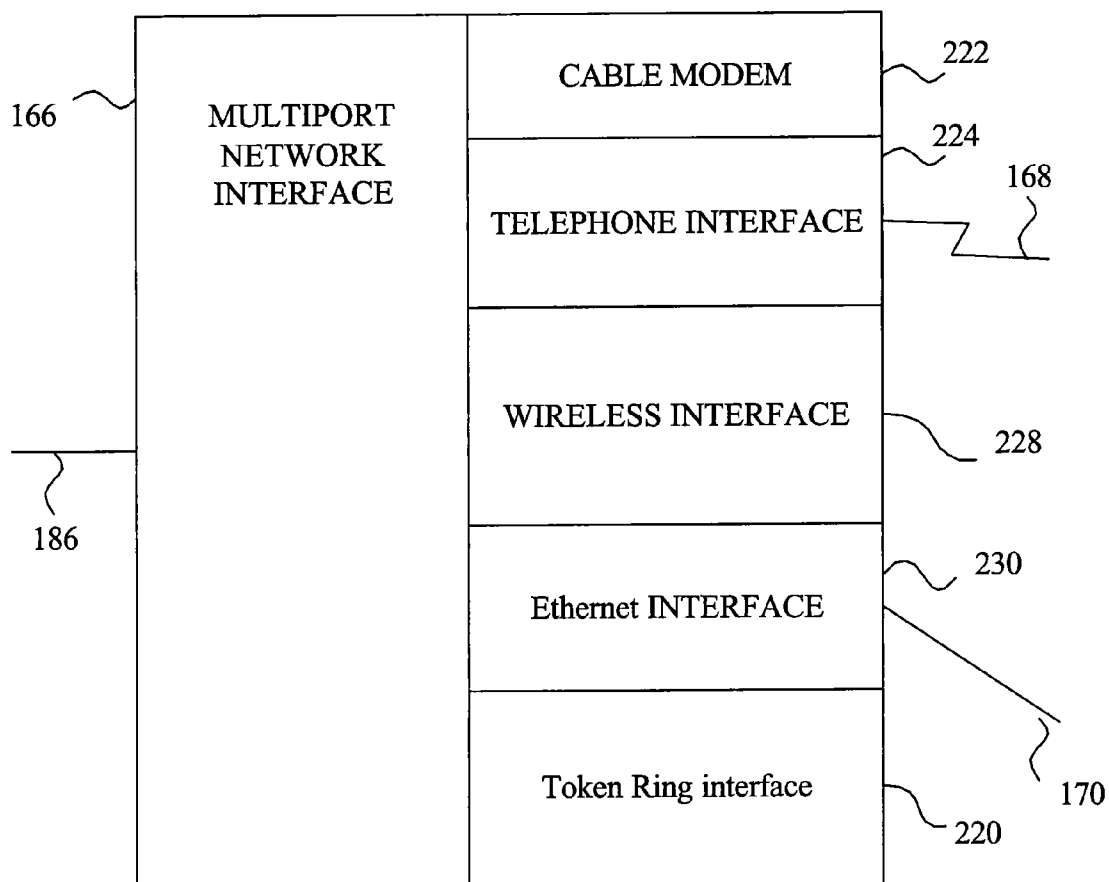 166
MULTIPORT
NETWORK
INTERFACE
186
CABLE MODEM
222
224
TELEPHONE INTERFACE
168
WIRELESS INTERFACE
228
230
Ethernet INTERFACE
170
Token Ring interface
220